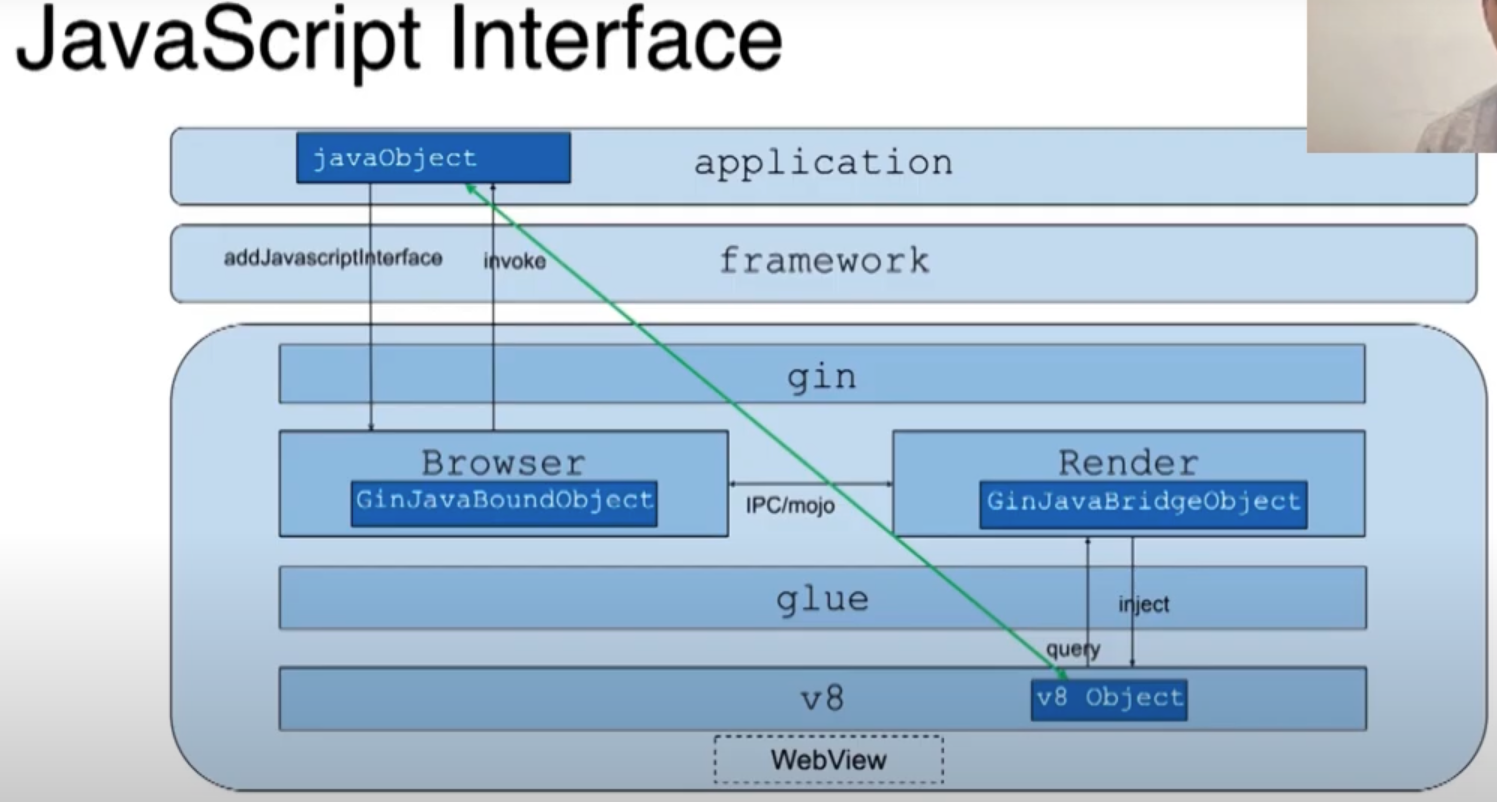 JavaScript Interface
javaObject
application
addJavascriptInterface
invoke
framework
gin
Browser
GinJavaBoundObject
IPC/mojo
Render
GinJavaBridgeObject
glue
inject
query
v8
v8 Object
WebView